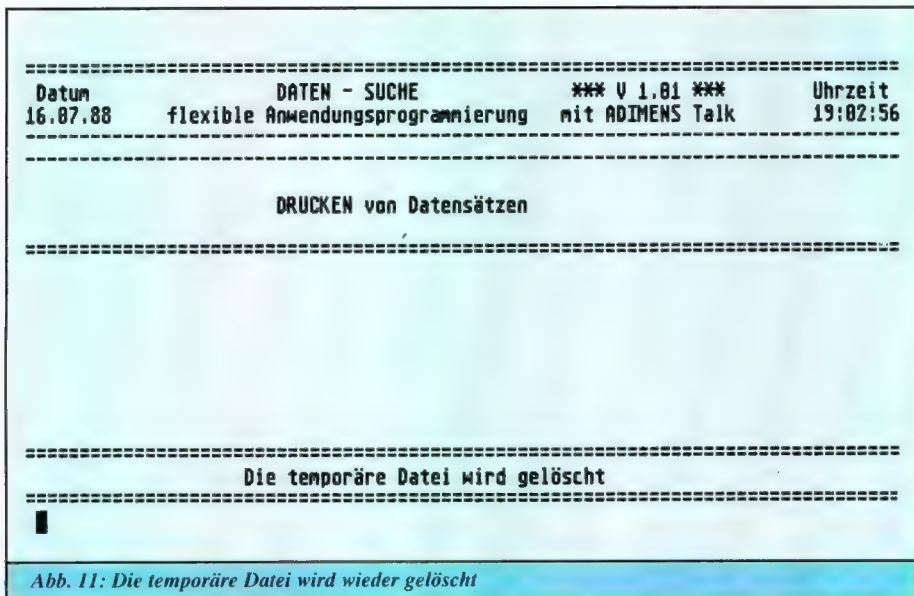 Datum DATEN - SUCHE *** V 1.01 *** Uhrzeit
16.07.88 flexible Anwendungsprogrammierung mit ADIMENS Talk 19:02:56
DRUCKEN von Datensätzen
Die temporäre Datei wird gelöscht
Abb. 11: Die temporäre Datei wird wieder gelöscht